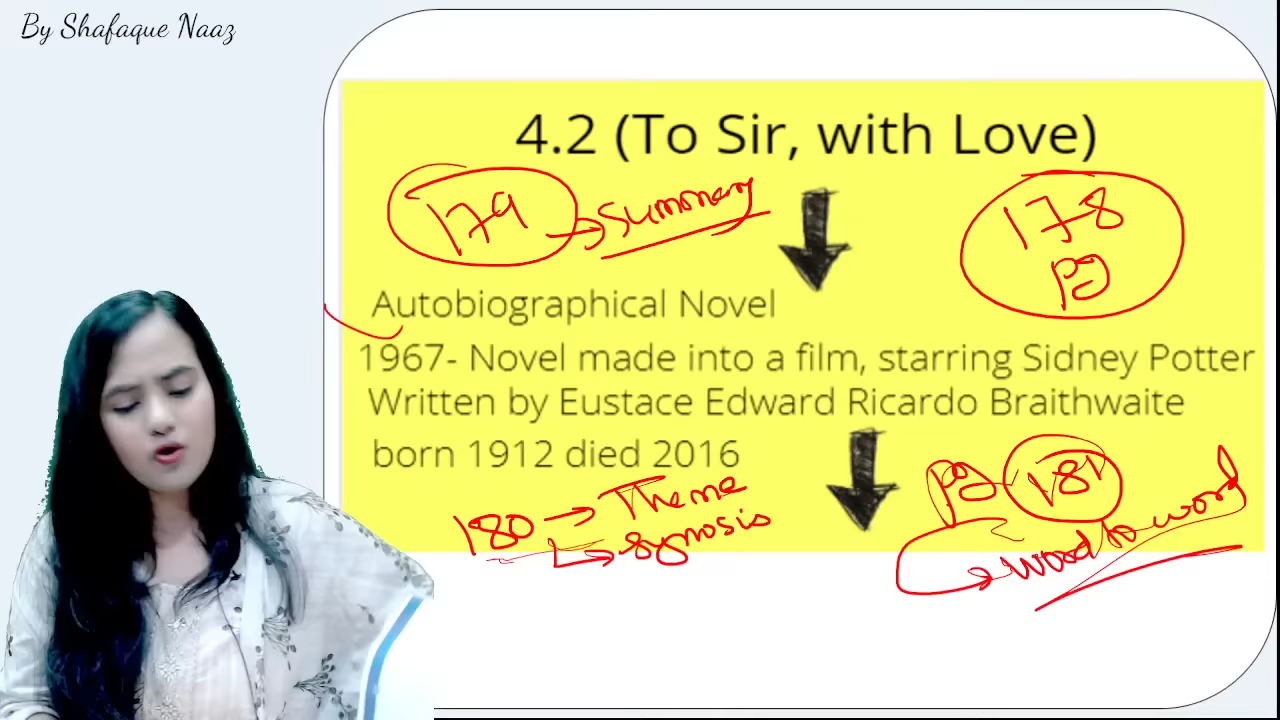 By Shafaque Naaz
4.2 (To Sir, with Love)
179 → Summary
178
pg
Autobiographical Novel
1967- Novel made into a film, starring Sidney Potter
Written by Eustace Edward Ricardo Braithwaite
born 1912 died 2016
pg - 181
180 → Theme
→ Synosis
→ word to word